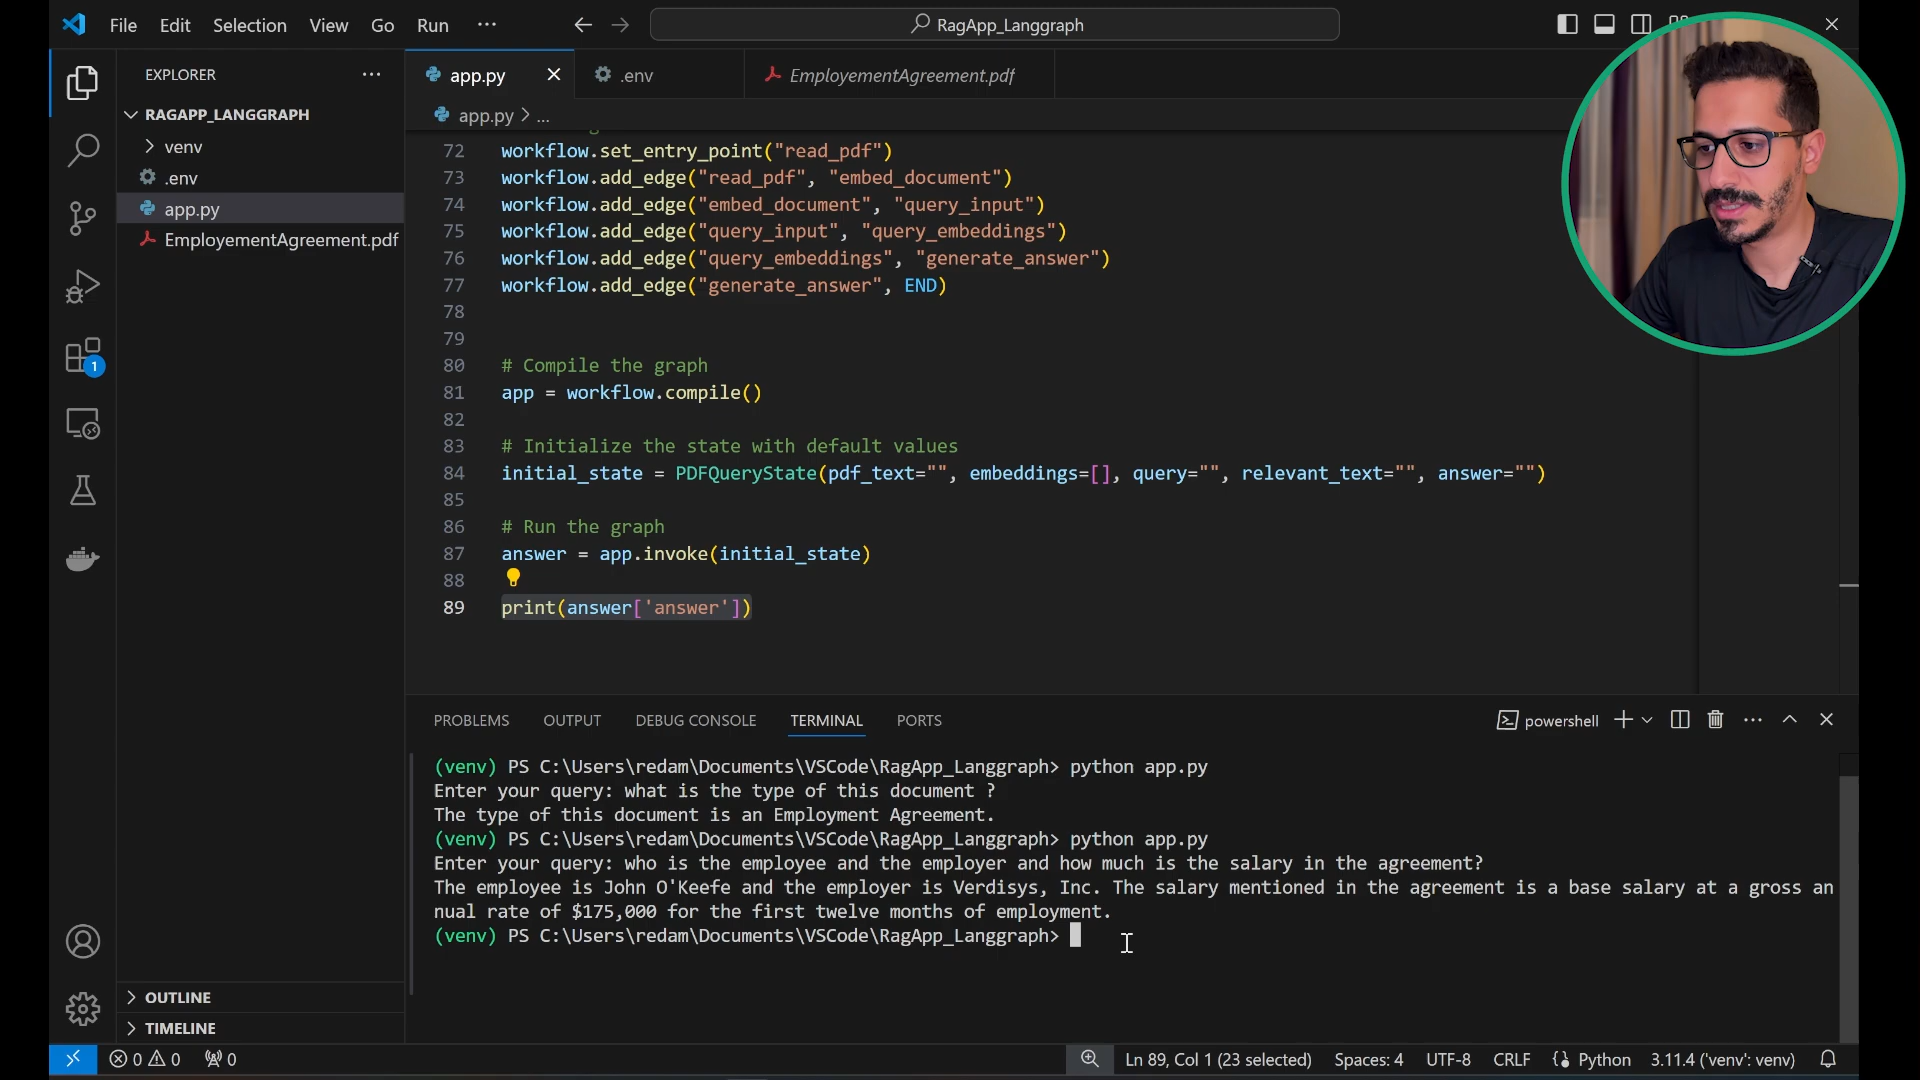 File Edit Selection View Go Run ··· RagApp_Langgraph
EXPLORER
RAGAPP_LANGGRAPH
venv
.env
app.py
EmployementAgreement.pdf
OUTLINE
TIMELINE
1
app.py .env EmployementAgreement.pdf
app.py > ...
72 workflow.set_entry_point("read_pdf")
73 workflow.add_edge("read_pdf", "embed_document")
74 workflow.add_edge("embed_document", "query_input")
75 workflow.add_edge("query_input", "query_embeddings")
76 workflow.add_edge("query_embeddings", "generate_answer")
77 workflow.add_edge("generate_answer", END)
78
79
80 # Compile the graph
81 app = workflow.compile()
82
83 # Initialize the state with default values
84 initial_state = PDFQueryState(pdf_text="", embeddings=[], query="", relevant_text="", answer="")
85
86 # Run the graph
87 answer = app.invoke(initial_state)
88
89 print(answer['answer'])
PROBLEMS OUTPUT DEBUG CONSOLE TERMINAL PORTS powershell
(venv) PS C:\Users\redam\Documents\VSCode\RagApp_Langgraph> python app.py
Enter your query: what is the type of this document ?
The type of this document is an Employment Agreement.
(venv) PS C:\Users\redam\Documents\VSCode\RagApp_Langgraph> python app.py
Enter your query: who is the employee and the employer and how much is the salary in the agreement?
The employee is John O'Keefe and the employer is Verdisys, Inc. The salary mentioned in the agreement is a base salary at a gross an
nual rate of $175,000 for the first twelve months of employment.
(venv) PS C:\Users\redam\Documents\VSCode\RagApp_Langgraph>
0 0 0 Ln 89, Col 1 (23 selected) Spaces: 4 UTF-8 CRLF Python 3.11.4 ('venv': venv)